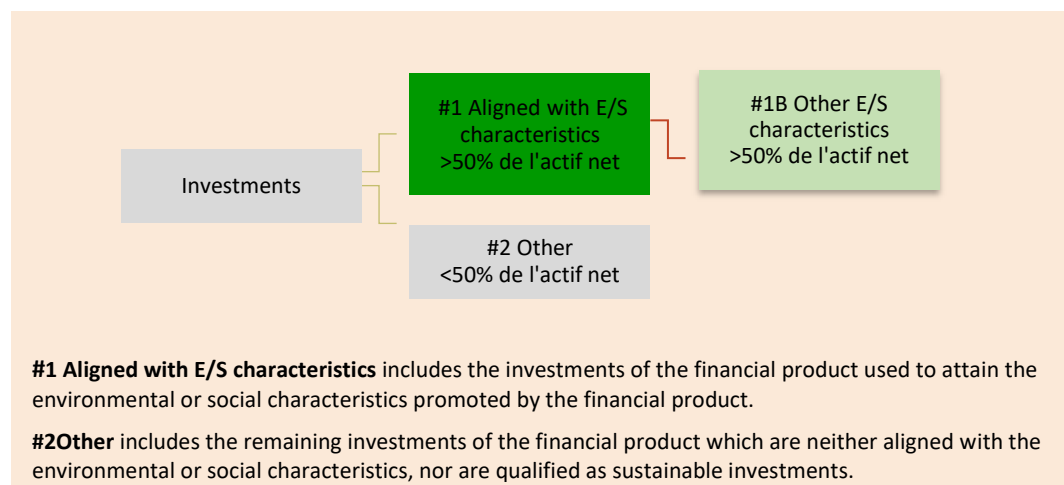 Investments
#1 Aligned with E/S
characteristics
>50% de l'actif net
#1B Other E/S
characteristics
>50% de l'actif net
#2 Other
<50% de l'actif net
#1 Aligned with E/S characteristics includes the investments of the financial product used to attain the
environmental or social characteristics promoted by the financial product.
#2Other includes the remaining investments of the financial product which are neither aligned with the
environmental or social characteristics, nor are qualified as sustainable investments.